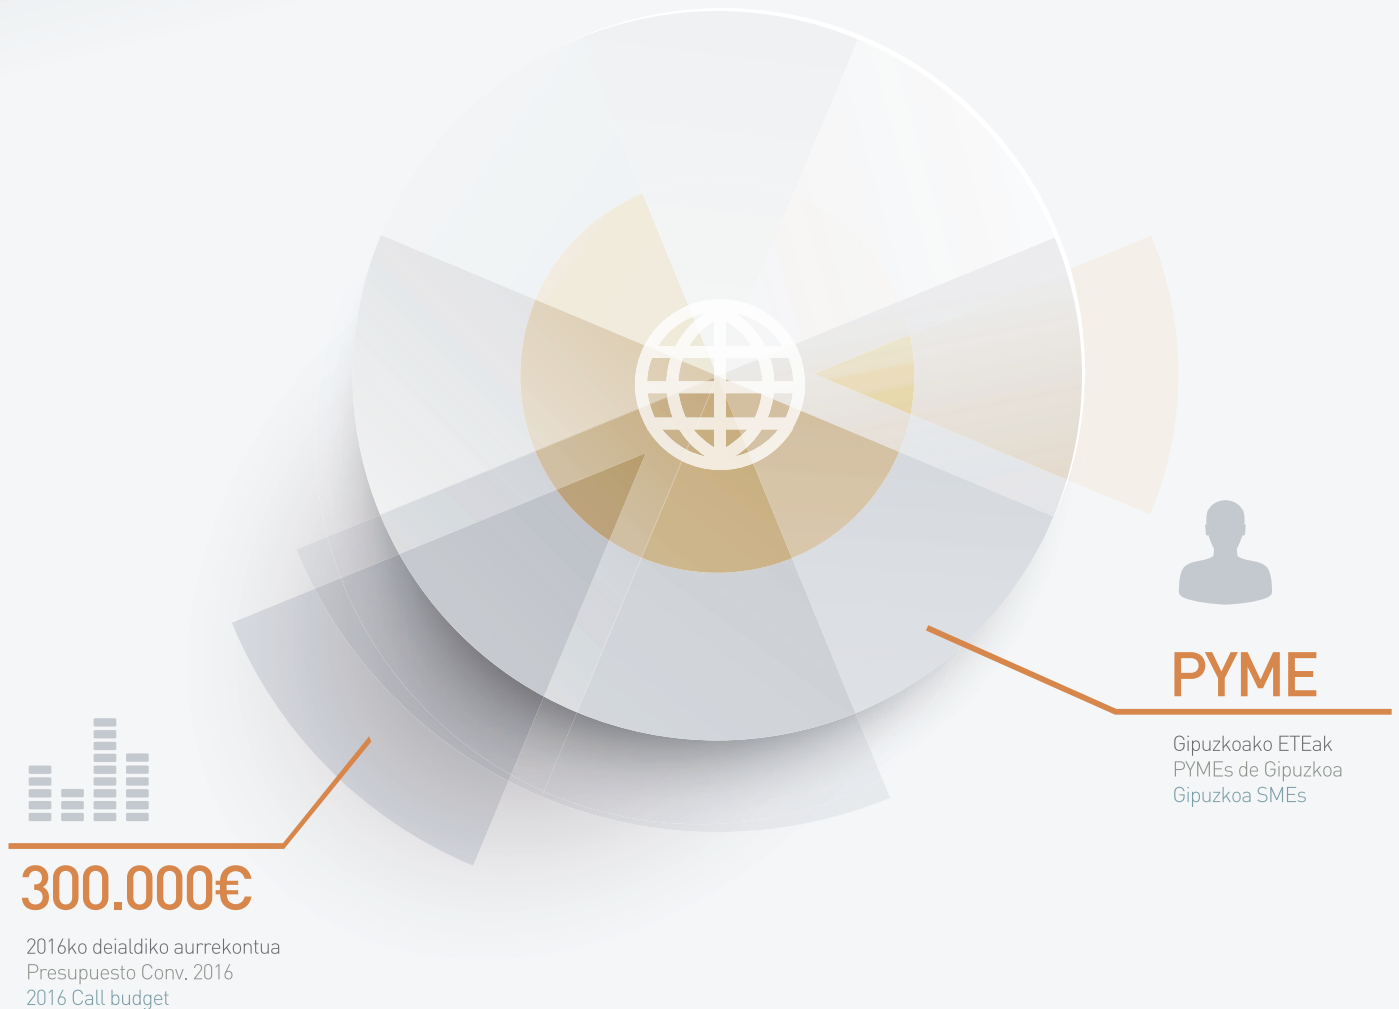 PYME
Gipuzkoako ETEak
PYMEs de Gipuzkoa
Gipuzkoa SMEs
300.000€
2016ko deialdiko aurrekontua
Presupuesto Conv. 2016
2016 Call budget